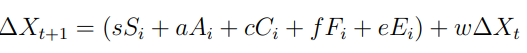 ΔX_{t+1} = (sS_i + aA_i + cC_i + fF_i + eE_i) + wΔX_t